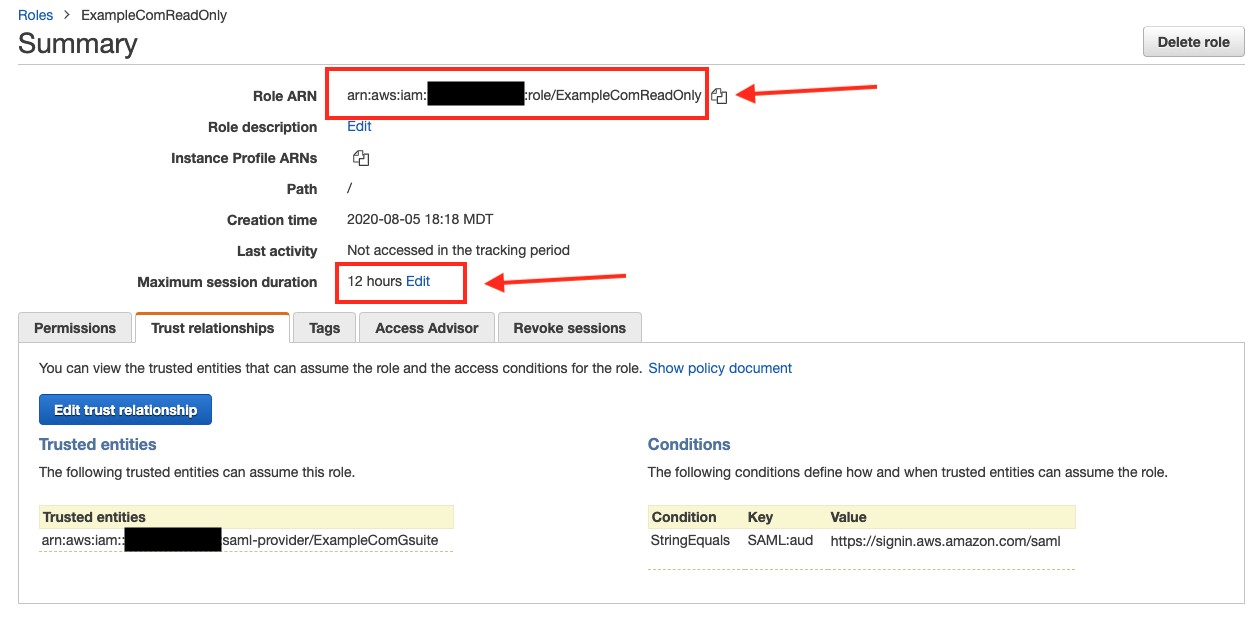 Roles > ExampleComReadOnly
Summary
Delete role
Role ARN arn:aws:iam: :role/ExampleComReadOnly
Role description Edit
Instance Profile ARNs
Path /
Creation time 2020-08-05 18:18 MDT
Last activity Not accessed in the tracking period
Maximum session duration 12 hours Edit
Permissions Trust relationships Tags Access Advisor Revoke sessions
You can view the trusted entities that can assume the role and the access conditions for the role. Show policy document
Edit trust relationship
Trusted entities
The following trusted entities can assume this role.
Trusted entities
arn:aws:iam:: saml-provider/ExampleComGsuite
Conditions
The following conditions define how and when trusted entities can assume the role.
Condition Key Value
StringEquals SAML:aud https://signin.aws.amazon.com/saml